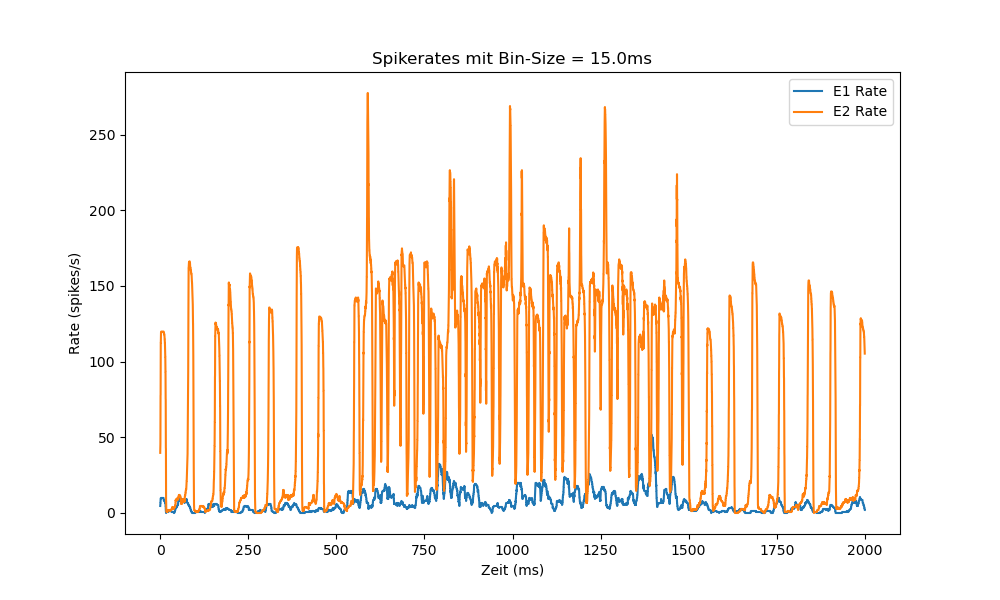 Spikerates mit Bin-Size = 15.0ms
E1 Rate
E2 Rate
Rate (spikes/s)
250
200
150
100
50
0
0 250 500 750 1000 1250 1500 1750 2000
Zeit (ms)